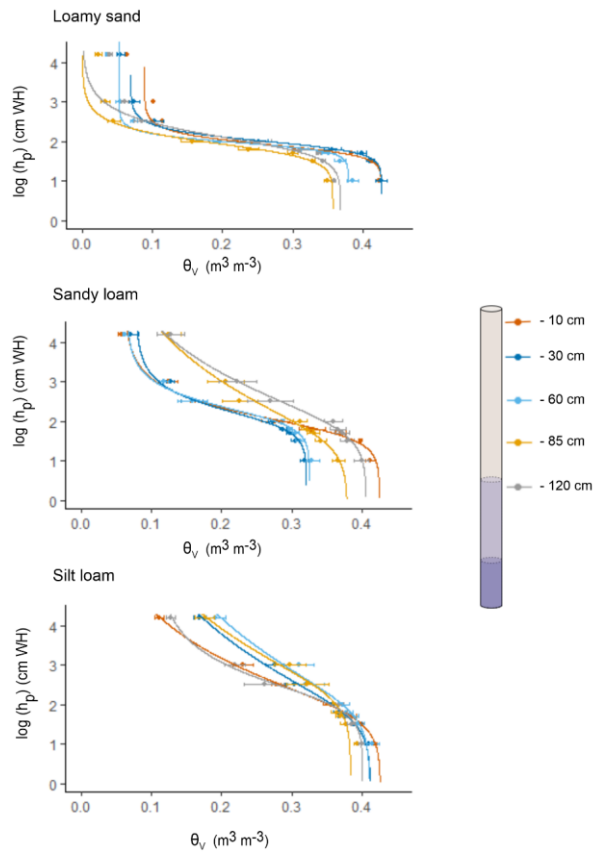 Loamy sand
log (hp) (cm WH)
4
3
2
1
0
0.0 0.1 0.2 0.3 0.4
θv (m³ m-³)
Sandy loam
log (hp) (cm WH)
4
3
2
1
0
0.0 0.1 0.2 0.3 0.4
θv (m³ m-³)
- 10 cm
- 30 cm
- 60 cm
- 85 cm
- 120 cm
Silt loam
log (hp) (cm WH)
4
3
2
1
0
0.0 0.1 0.2 0.3 0.4
θv (m³ m-³)